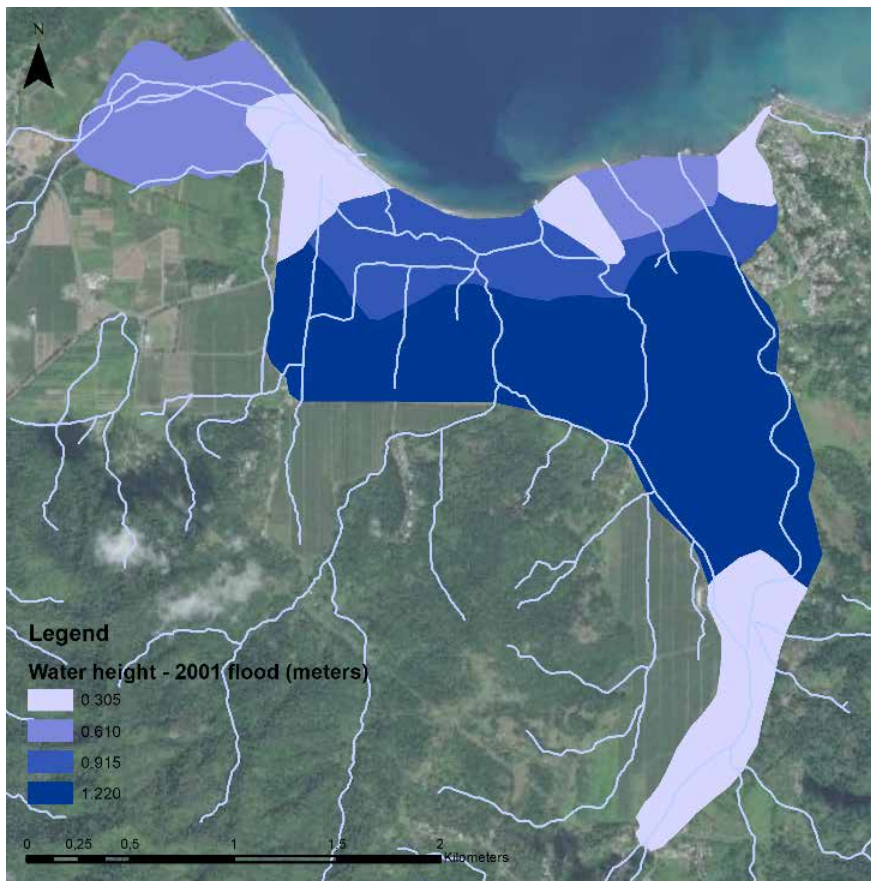 N
Legend
Water height - 2001 flood (meters)
0.305
0.610
0.915
1.220
0 0,25 0,5 1 1,5 2
Kilometers